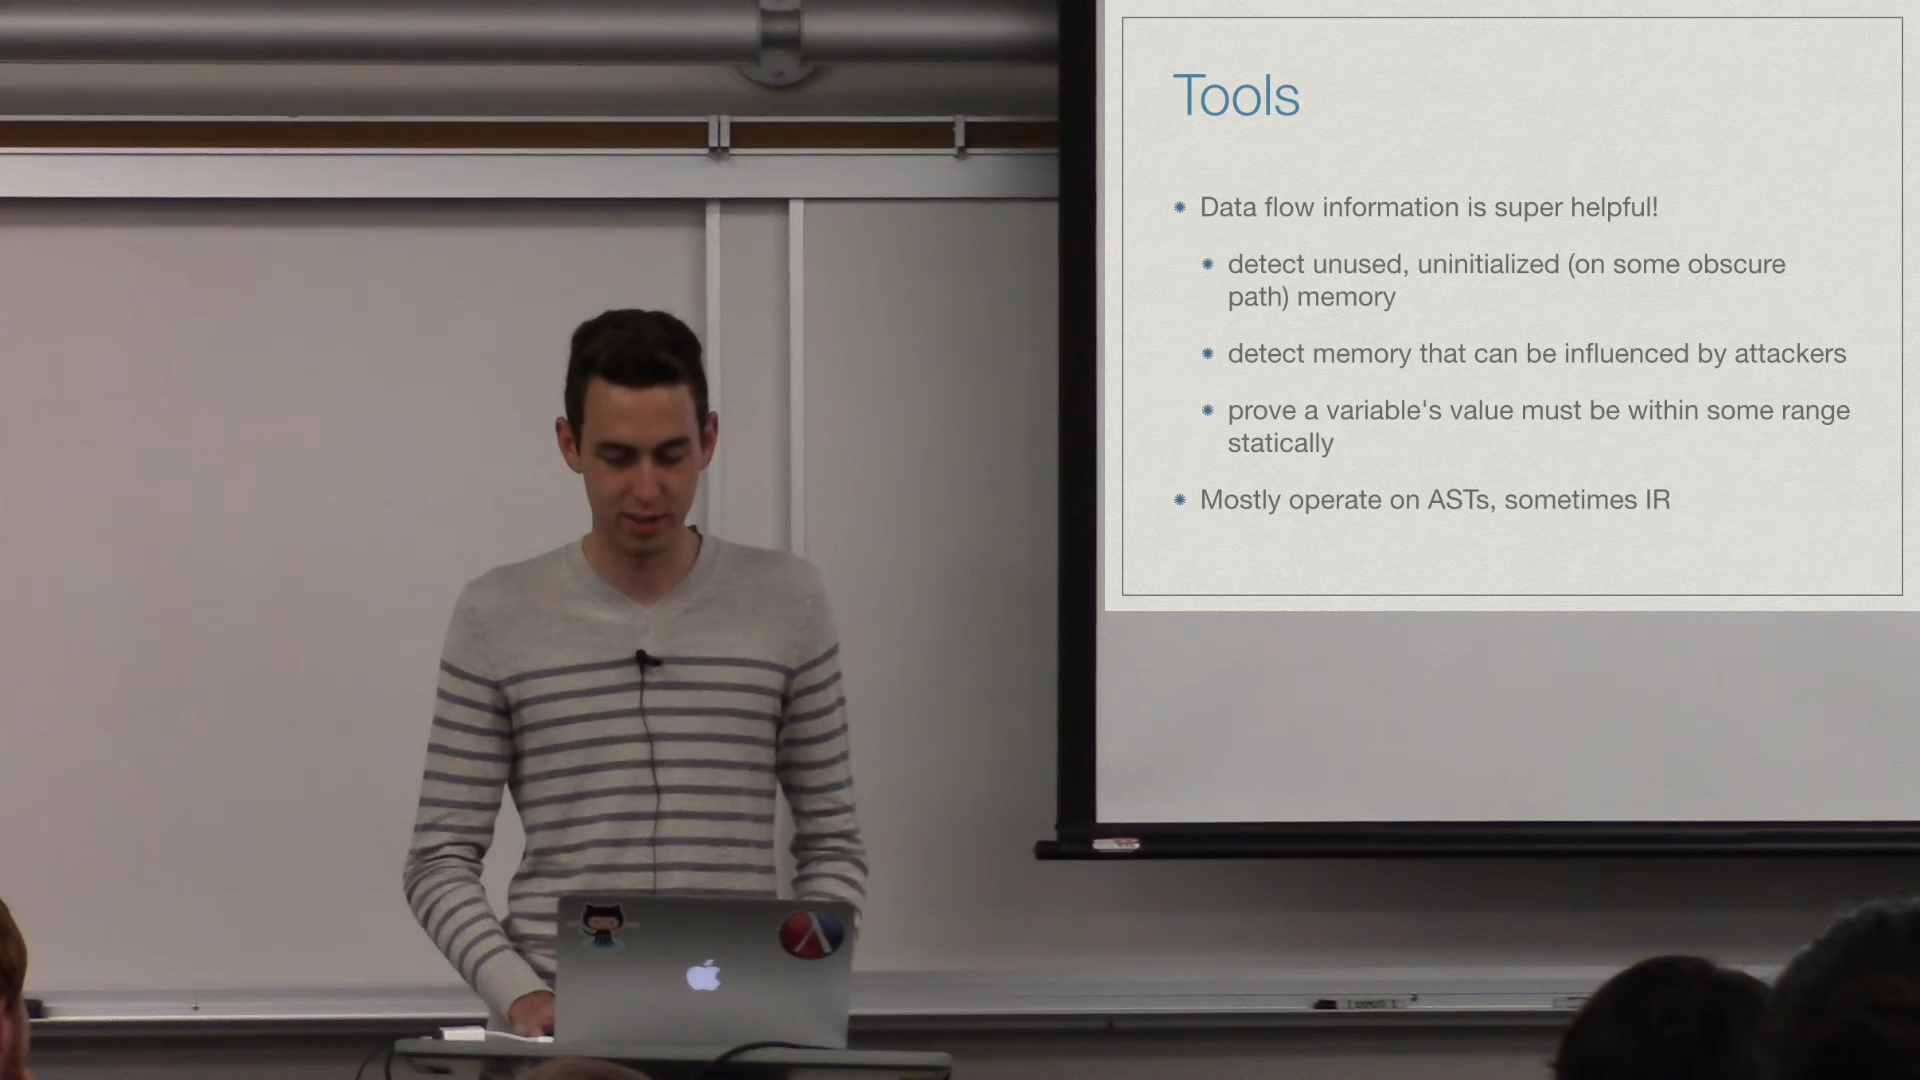 Tools
Data flow information is super helpful!
detect unused, uninitialized (on some obscure
path) memory
detect memory that can be influenced by attackers
prove a variable's value must be within some range
statically
Mostly operate on ASTs, sometimes IR